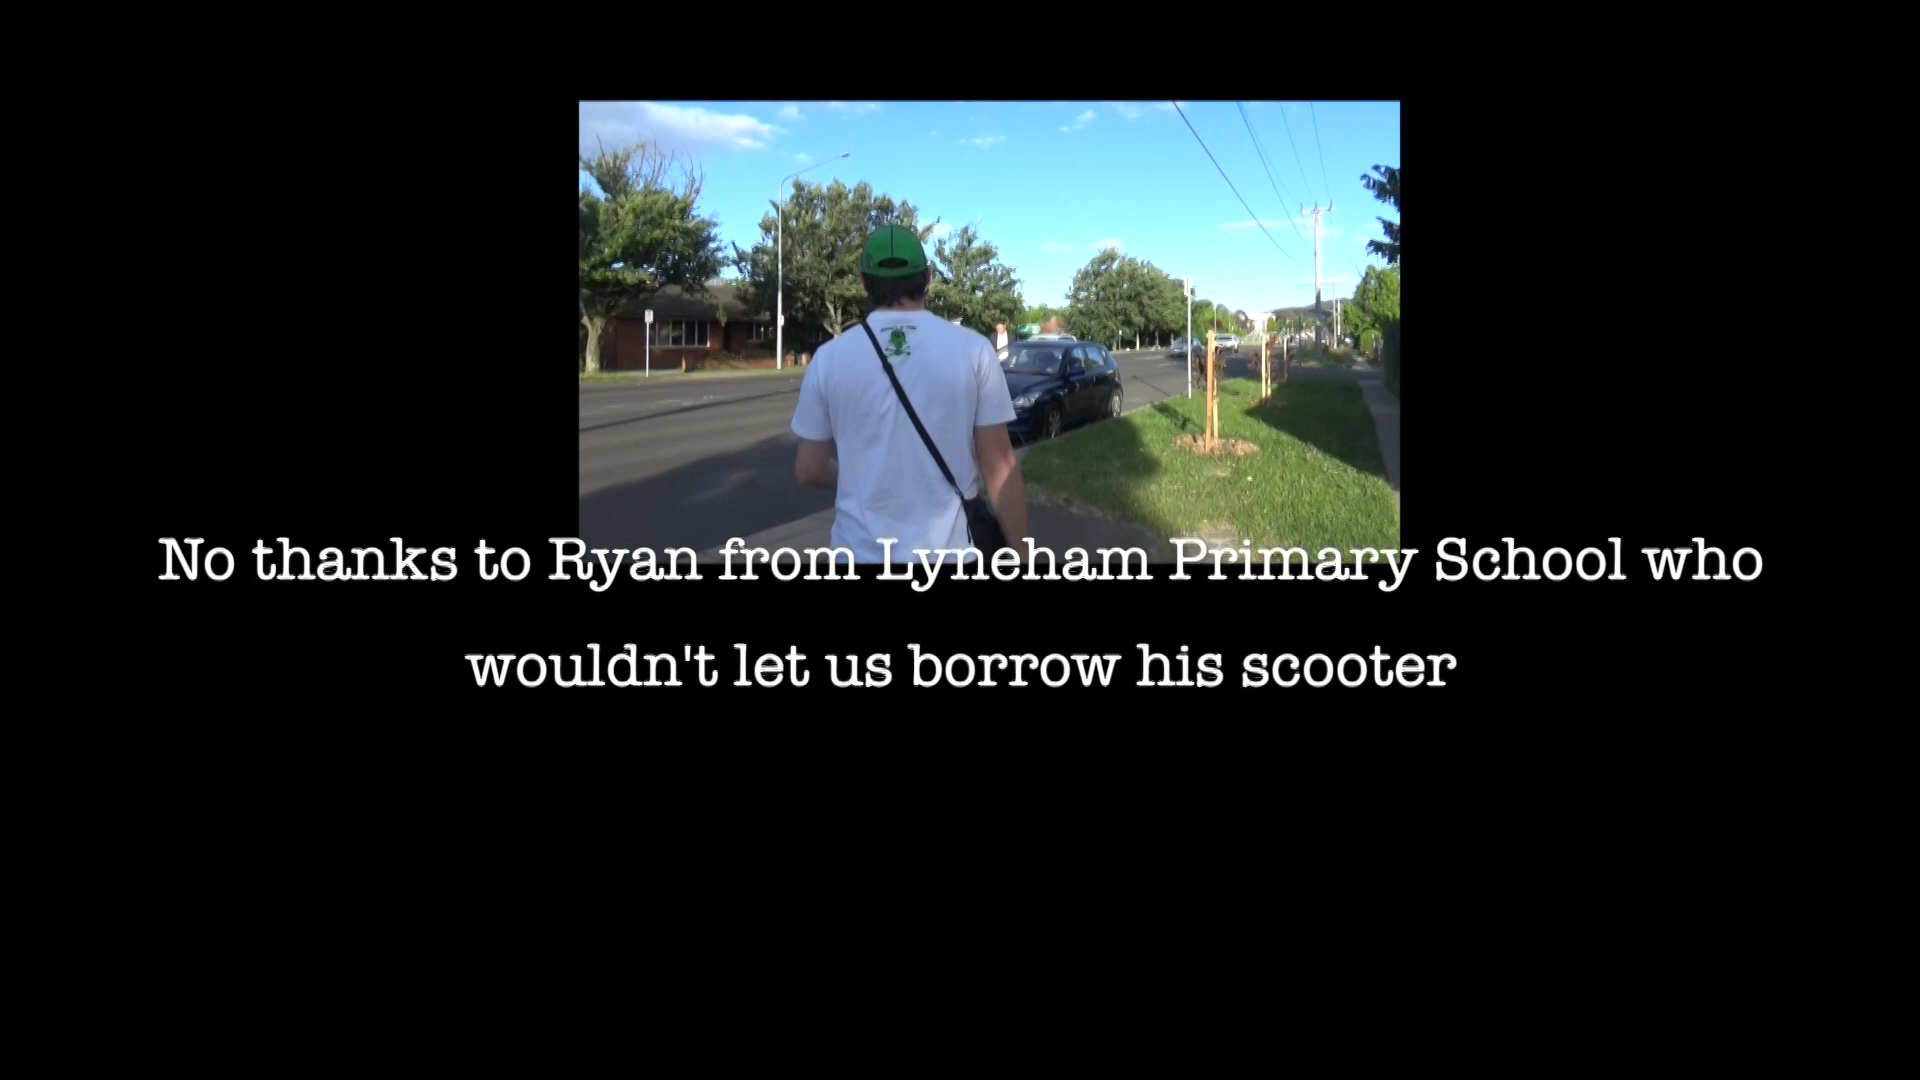 No thanks to Ryan from Lyneham Primary School who
wouldn't let us borrow his scooter